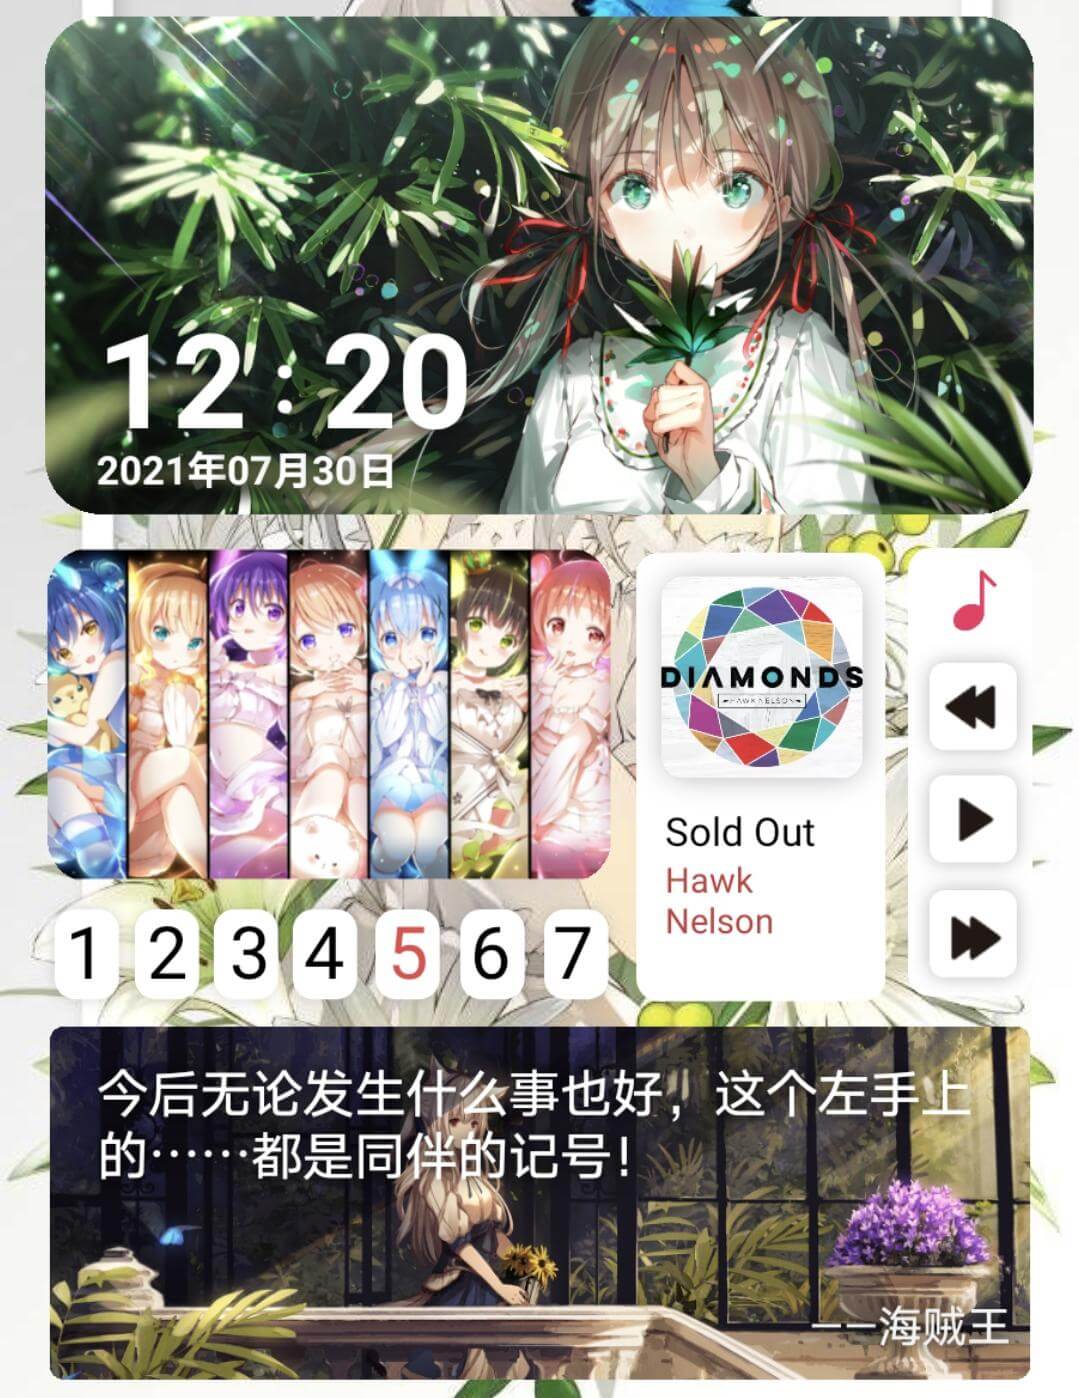 12:20
2021年07月30日
DIAMONDS
HAWK NELSON
Sold Out
Hawk
Nelson
1 2 3 4 5 6 7
今后无论发生什么事也好，这个左手上
的……都是同伴的记号！
——海贼王